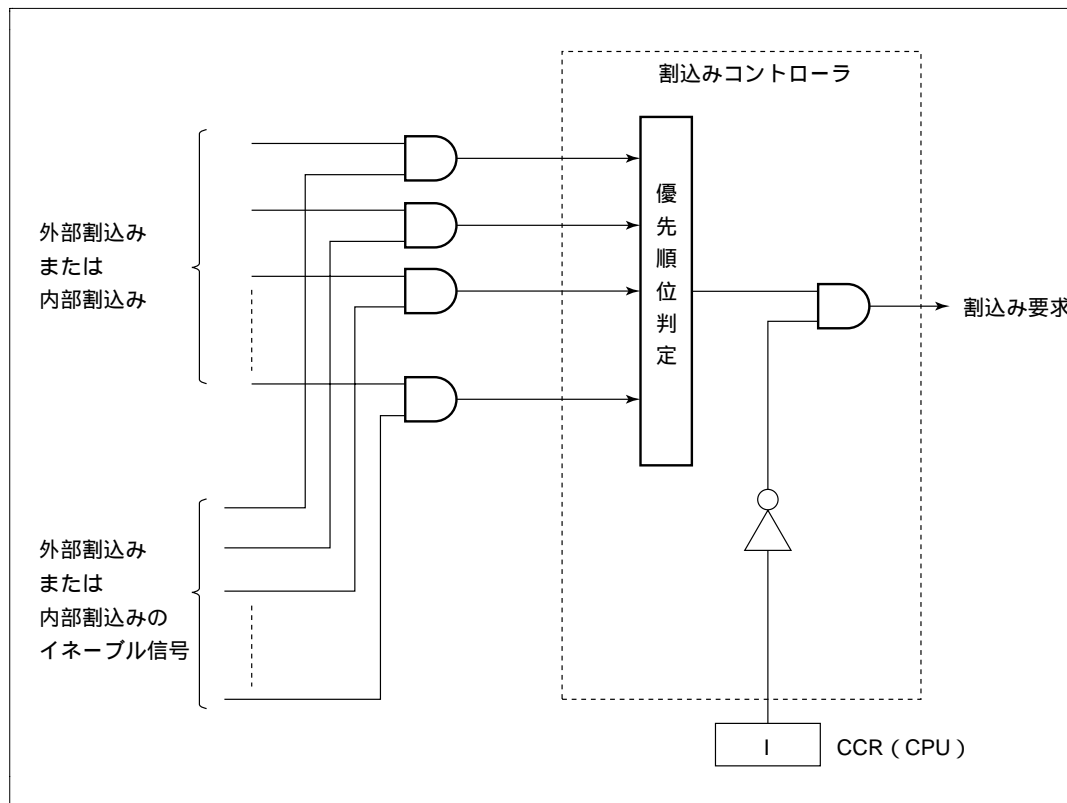 割込みコントローラ
外部割込み
または
内部割込み
優先順位判定
割込み要求
外部割込み
または
内部割込みの
イネーブル信号
I
CCR（CPU）